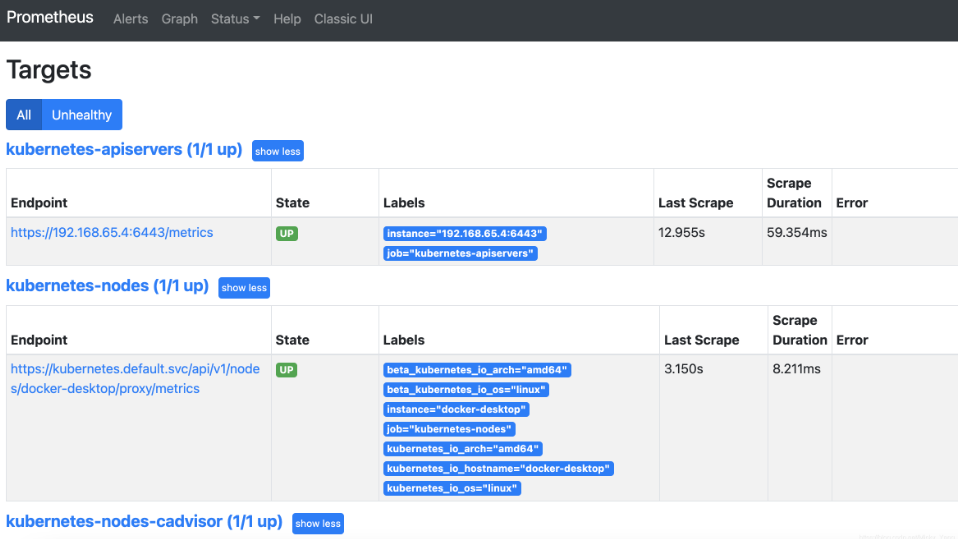 Prometheus Alerts Graph Status Help Classic UI
Targets
All Unhealthy
kubernetes-apiservers (1/1 up) show less
Endpoint State Labels Last Scrape Scrape Duration Error
https://192.168.65.4:6443/metrics UP instance="192.168.65.4:6443" 12.955s 59.354ms
job="kubernetes-apiservers"
kubernetes-nodes (1/1 up) show less
Endpoint State Labels Last Scrape Scrape Duration Error
https://kubernetes.default.svc/api/v1/node UP beta_kubernetes_io_arch="amd64" 3.150s 8.211ms
s/docker-desktop/proxy/metrics beta_kubernetes_io_os="linux"
instance="docker-desktop"
job="kubernetes-nodes"
kubernetes_io_arch="amd64"
kubernetes_io_hostname="docker-desktop"
kubernetes_io_os="linux"
kubernetes-nodes-cadvisor (1/1 up) show less